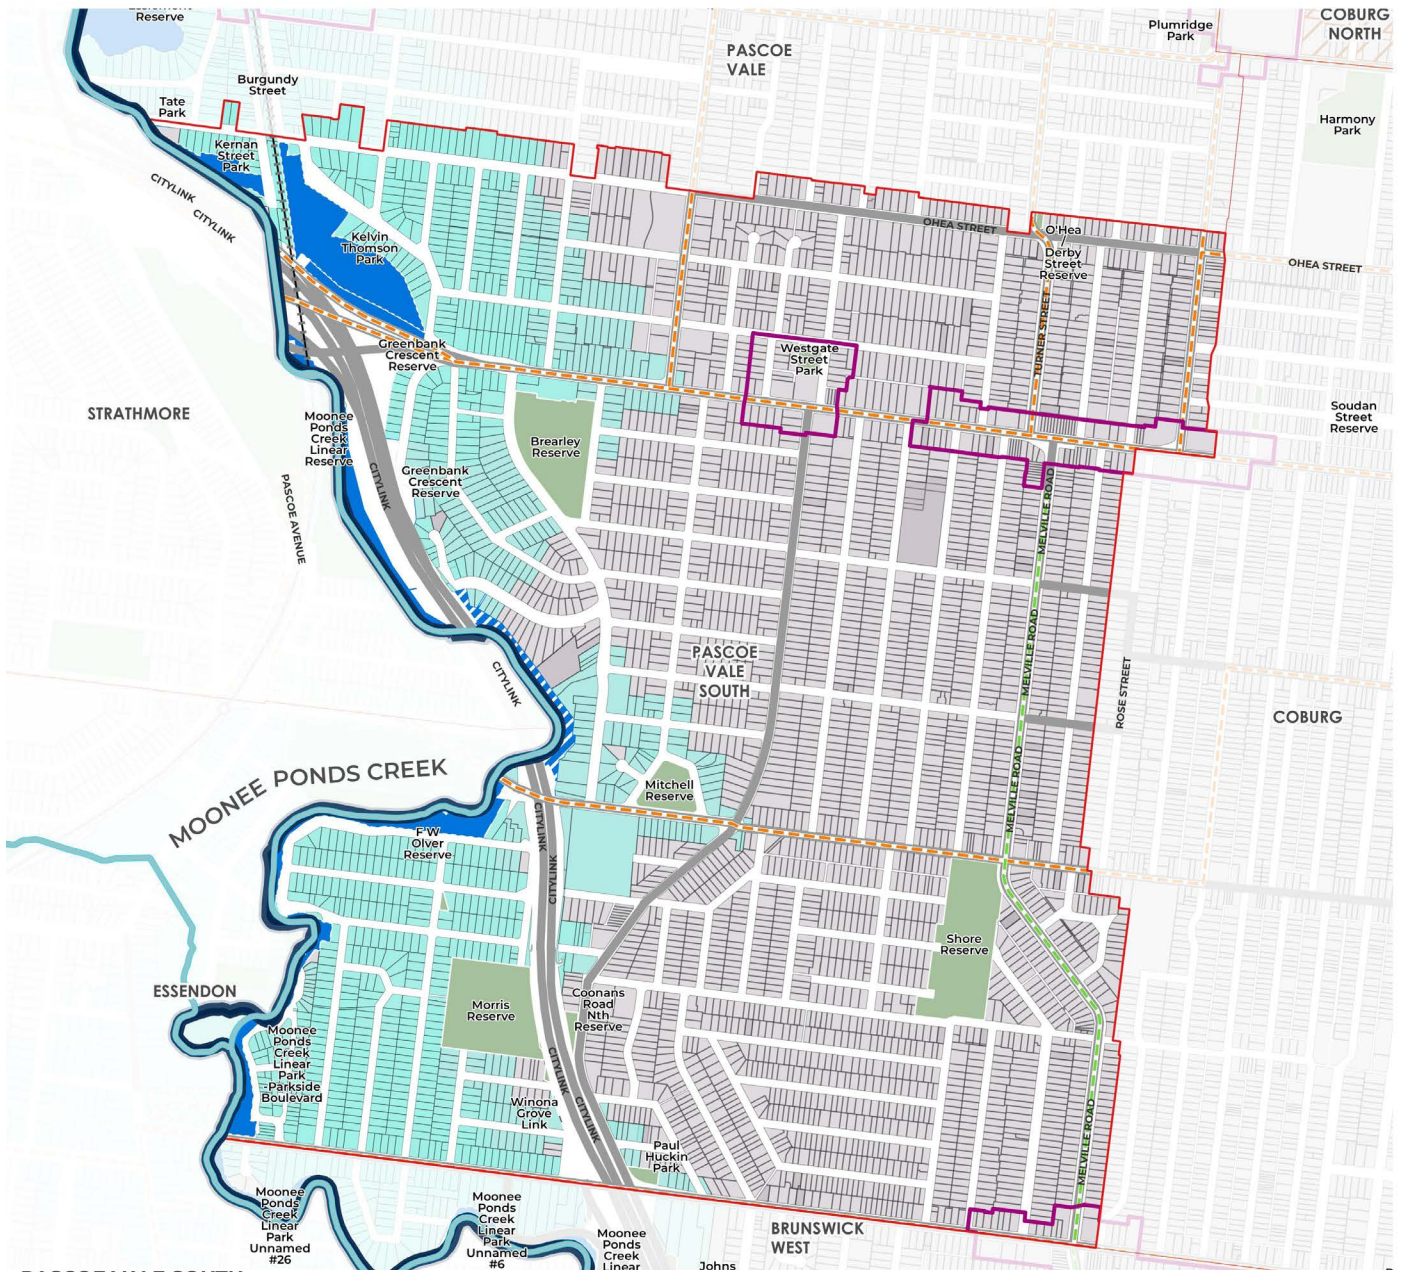 Reserve
COBURG
NORTH
Plumridge
Park
PASCOE
VALE
Burgundy
Street
Tate
Park
Harmony
Park
Kernan
Street
Park
CITYLINK
CITYLINK
OHEA STREET
O'Hea
Derby
Street
Reserve
OHEA STREET
Kelvin
Thomson
Park
TURNER STREET
Greenbank
Crescent
Reserve
Westgate
Street
Park
STRATHMORE
Moonee
Ponds
Creek
Linear
Reserve
Soudan
Street
Reserve
Brearley
Reserve
CITYLINK
Greenbank
Crescent
Reserve
PASCOE AVENUE
MELVILLE ROAD
MELVILLE ROAD
PASCOE
VALE
SOUTH
CITYLINK
ROSE STREET
COBURG
MELVILLE ROAD
MOONEE PONDS CREEK
Mitchell
Reserve
CITYLINK
F W
Olver
Reserve
CITYLINK
Shore
Reserve
ESSENDON
Morris
Reserve
Coonans
Road
Nth
Reserve
Moonee
Ponds
Creek
Linear
Park
-Parkside
Boulevard
CITYLINK
CITYLINK
Winona
Grove
Link
MELVILLE ROAD
Paul
Huckin
Park
Moonee
Ponds
Creek
Linear
Park
Unnamed
#26
Moonee
Ponds
Creek
Linear
Park
Unnamed
#6
Moonee
Ponds
Creek
Linear
BRUNSWICK
WEST
Johns